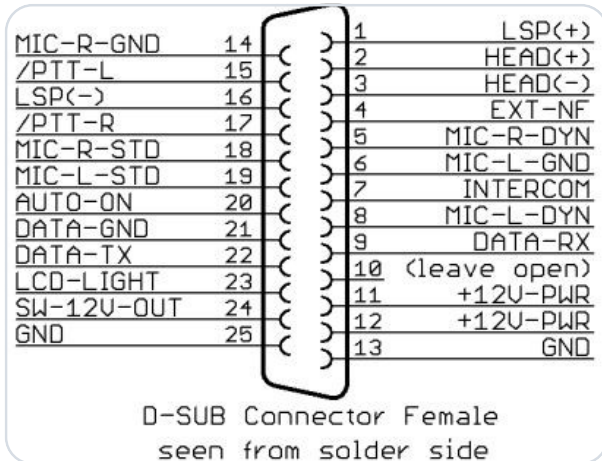 MIC-R-GND 14
/PTT-L 15
LSP(-) 16
/PTT-R 17
MIC-R-STD 18
MIC-L-STD 19
AUTO-ON 20
DATA-GND 21
DATA-TX 22
LCD-LIGHT 23
SW-12V-OUT 24
GND 25
1 LSP(+)
2 HEAD(+)
3 HEAD(-)
4 EXT-NF
5 MIC-R-DYN
6 MIC-L-GND
7 INTERCOM
8 MIC-L-DYN
9 DATA-RX
10 (leave open)
11 +12V-PWR
12 +12V-PWR
13 GND
D-SUB Connector Female
seen from solder side